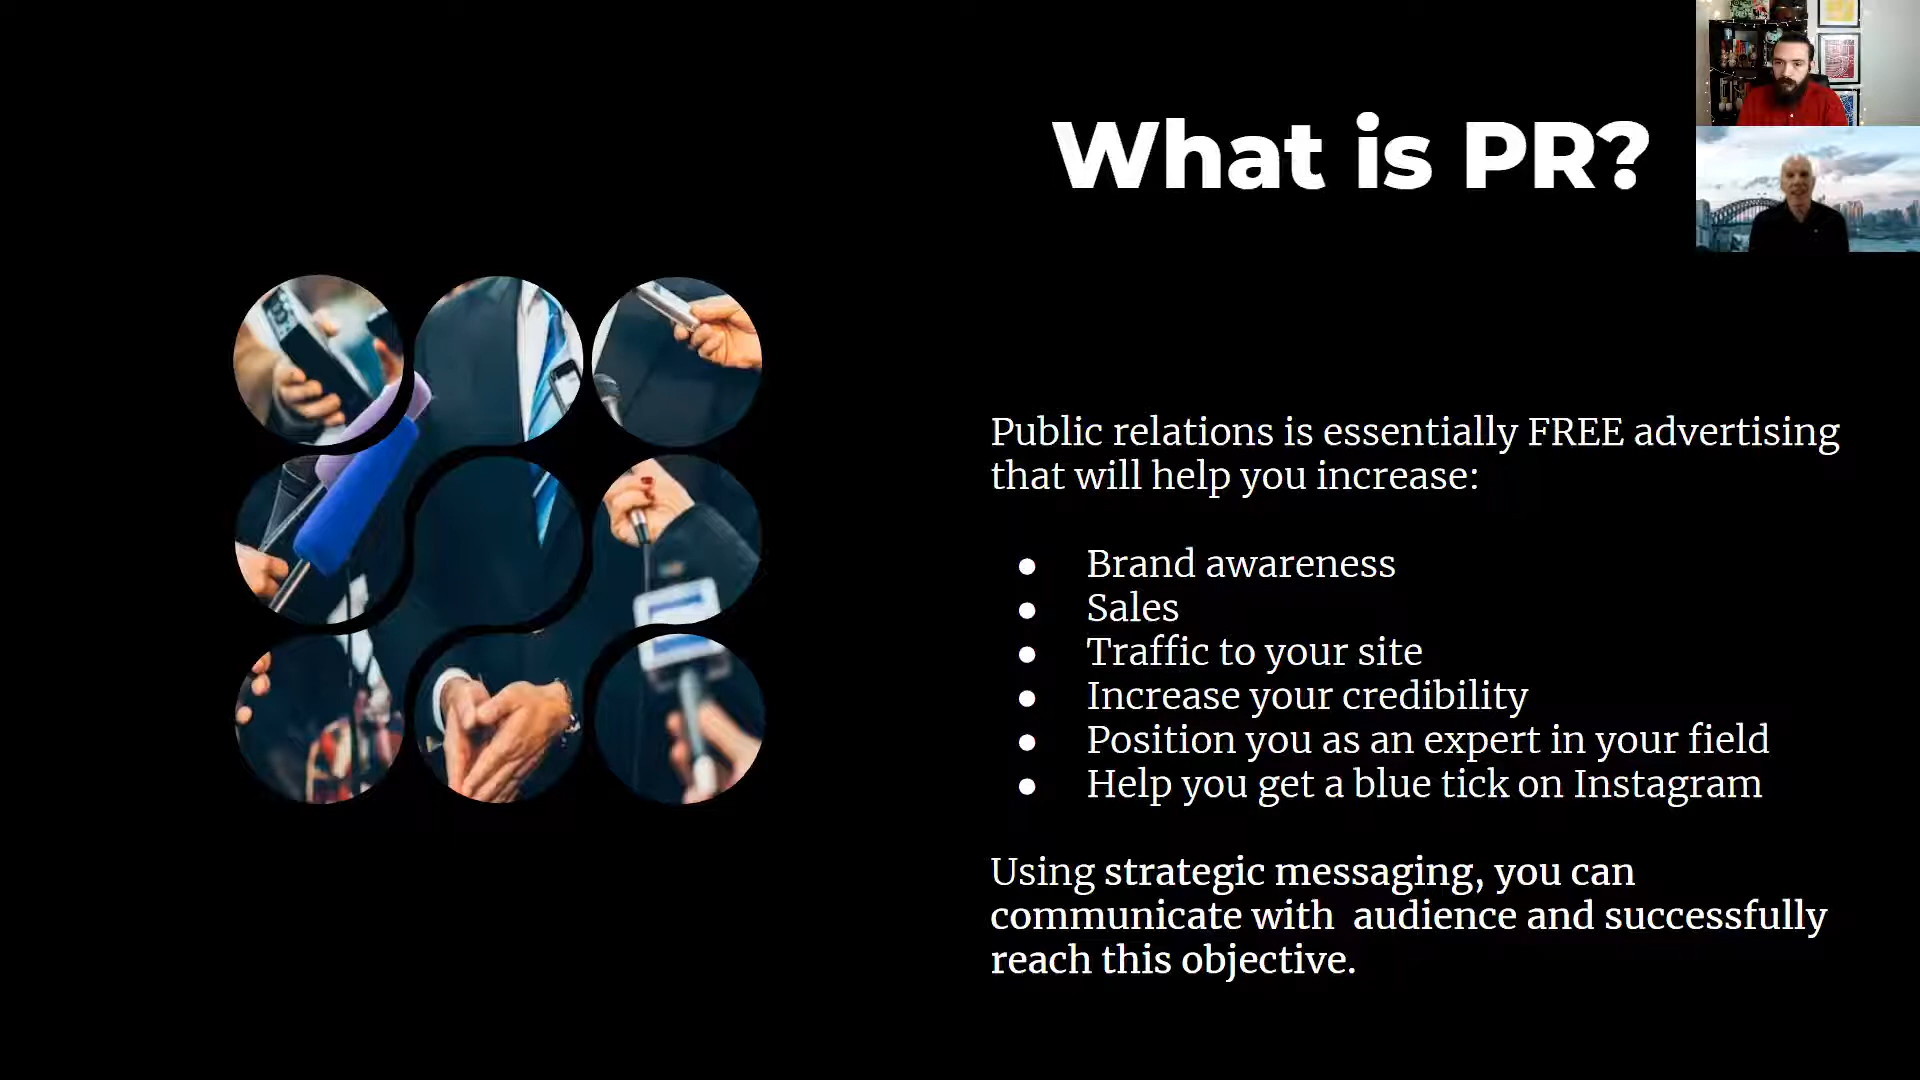 What is PR?
Public relations is essentially FREE advertising
that will help you increase:
● Brand awareness
● Sales
● Traffic to your site
● Increase your credibility
● Position you as an expert in your field
● Help you get a blue tick on Instagram
Using strategic messaging, you can
communicate with  audience and successfully
reach this objective.